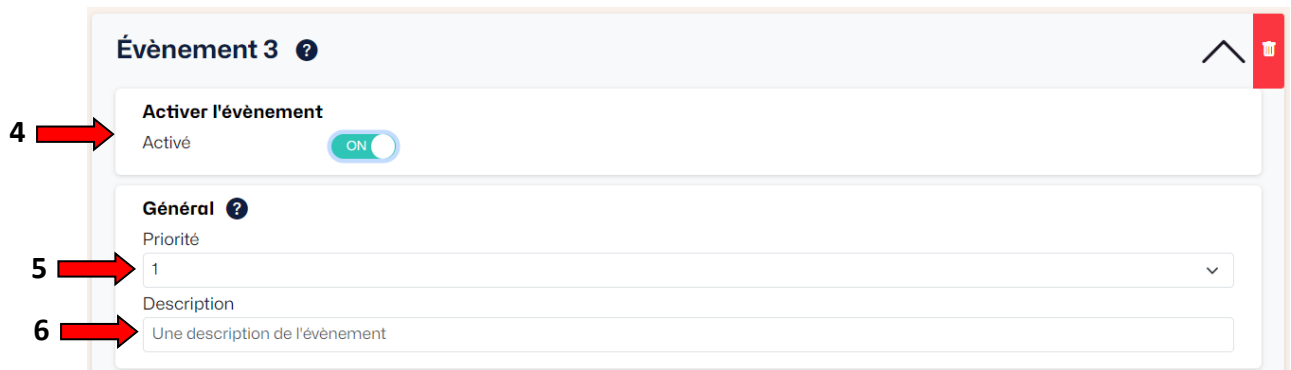 Évènement 3 ?
Activer l'évènement
4
Activé ON
Général ?
Priorité
5
1
Description
6
Une description de l'évènement